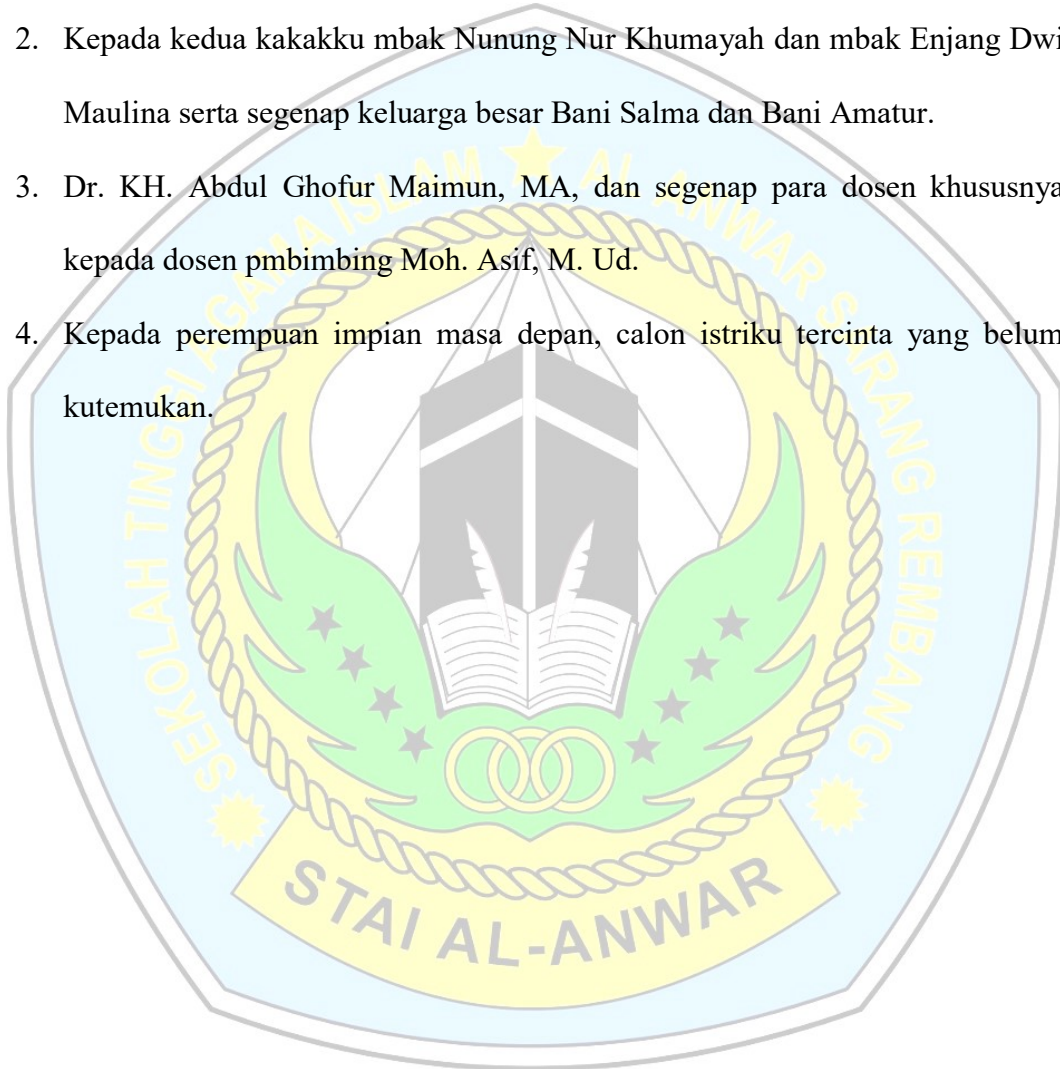 2. Kepada kedua kakakku mbak Nunung Nur Khumayah dan mbak Enjang Dwi
Maulina serta segenap keluarga besar Bani Salma dan Bani Amatur.
3. Dr. KH. Abdul Ghofur Maimun, MA, dan segenap para dosen khususnya
kepada dosen pmbimbing Moh. Asif, M. Ud.
4. Kepada perempuan impian masa depan, calon istriku tercinta yang belum
kutemukan.
SEKOLAH TINGGI AGAMA ISLAM ★ AL ANWAR SARANG REMBANG
STAI AL-ANWAR